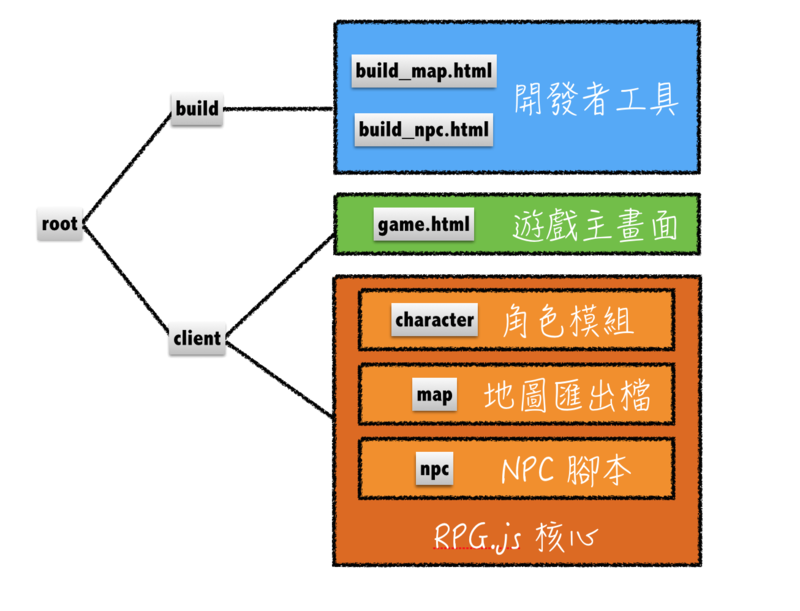 root
build
client
build_map.html
build_npc.html
開發者工具
game.html 遊戲主畫面
character 角色模組
map 地圖匯出檔
npc NPC 腳本
RPG.js 核心